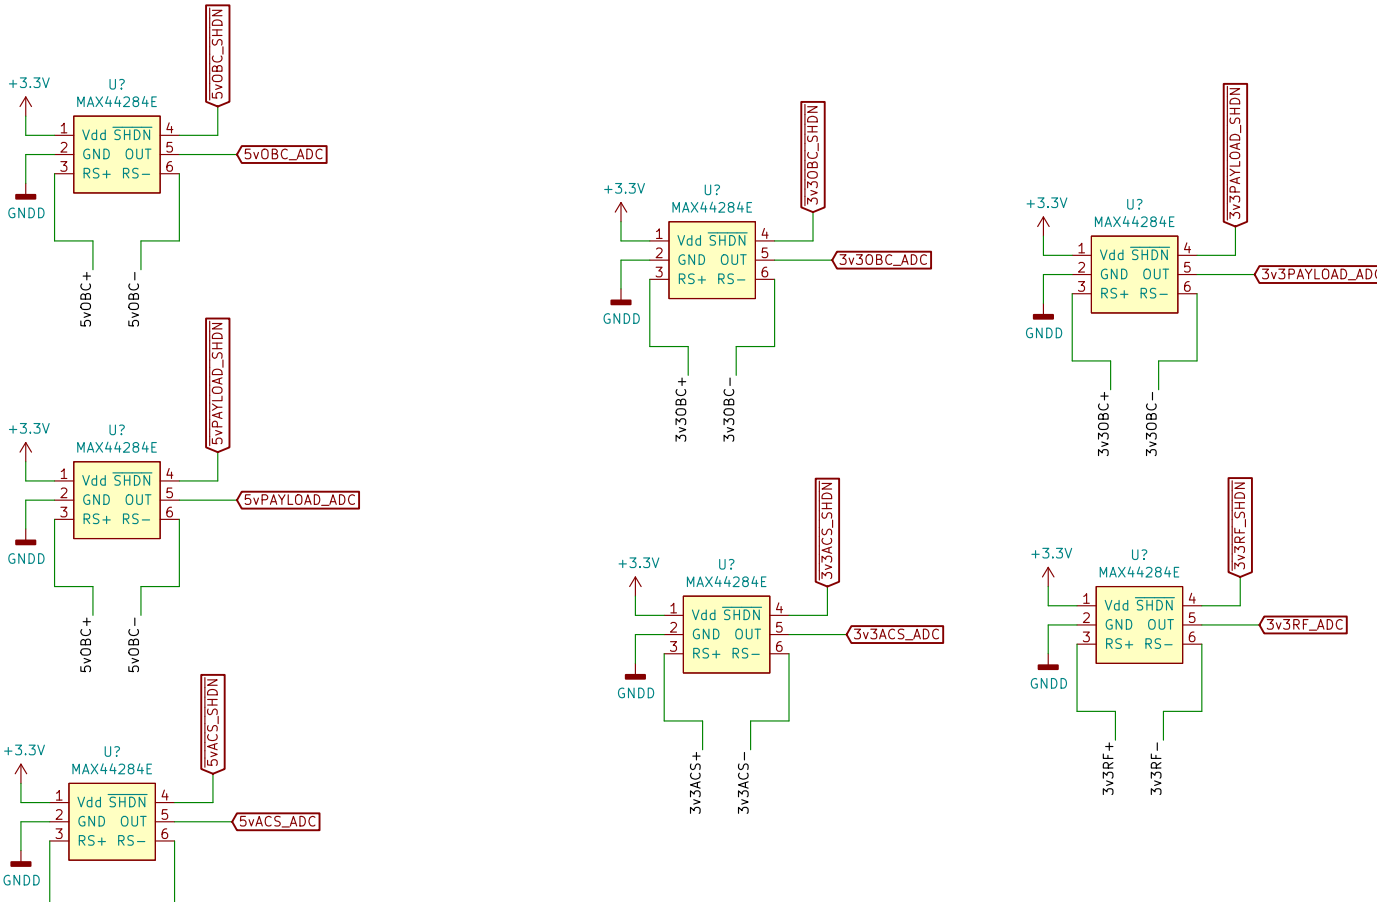 5vOBC_SHDN
+3.3V
U?
MAX44284E
1 Vdd SHDN 4
2 GND OUT 5
3 RS+ RS- 6
5vOBC_ADC
GNDD
5vOBC+
5vOBC-
5vPAYLOAD_SHDN
+3.3V
U?
MAX44284E
1 Vdd SHDN 4
2 GND OUT 5
3 RS+ RS- 6
5vPAYLOAD_ADC
GNDD
5vOBC+
5vOBC-
5vACS_SHDN
+3.3V
U?
MAX44284E
1 Vdd SHDN 4
2 GND OUT 5
3 RS+ RS- 6
5vACS_ADC
GNDD
3v3OBC_SHDN
+3.3V
U?
MAX44284E
1 Vdd SHDN 4
2 GND OUT 5
3 RS+ RS- 6
3v3OBC_ADC
GNDD
3v3OBC+
3v3OBC-
3v3ACS_SHDN
+3.3V
U?
MAX44284E
1 Vdd SHDN 4
2 GND OUT 5
3 RS+ RS- 6
3v3ACS_ADC
GNDD
3v3ACS+
3v3ACS-
3v3PAYLOAD_SHDN
+3.3V
U?
MAX44284E
1 Vdd SHDN 4
2 GND OUT 5
3 RS+ RS- 6
3v3PAYLOAD_ADC
GNDD
3v3OBC+
3v3OBC-
3v3RF_SHDN
+3.3V
U?
MAX44284E
1 Vdd SHDN 4
2 GND OUT 5
3 RS+ RS- 6
3v3RF_ADC
GNDD
3v3RF+
3v3RF-